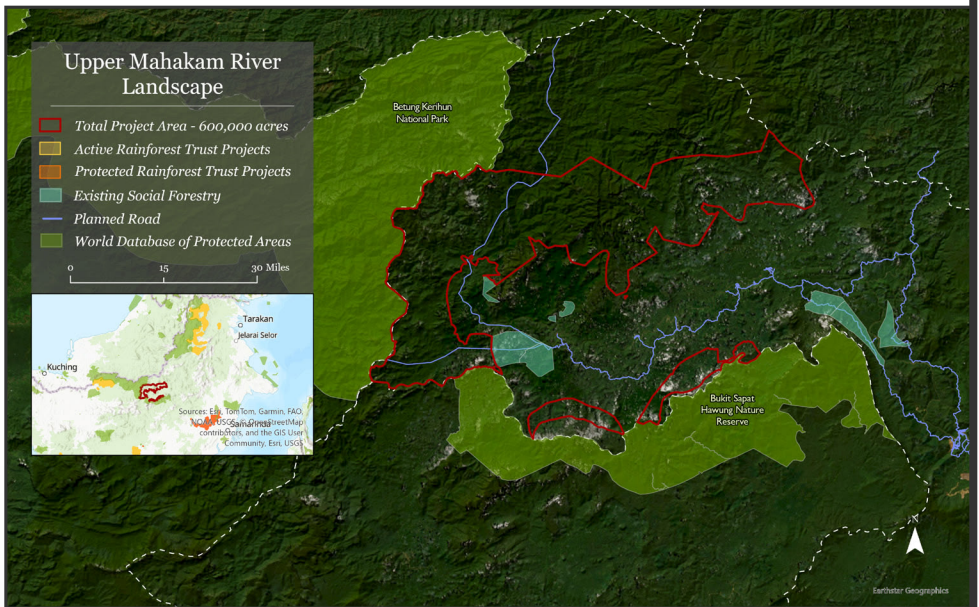 Upper Mahakam River
Landscape
Total Project Area - 600,000 acres
Active Rainforest Trust Projects
Protected Rainforest Trust Projects
Existing Social Forestry
Planned Road
World Database of Protected Areas
0 15 30 Miles
Betung Kerihun
National Park
Bukit Sapat
Hawung Nature
Reserve
Tarakan
Jelarai Selor
Kuching
Samarinda
Sources: Esri, TomTom, Garmin, FAO,
NOAA, USGS, © OpenStreetMap
contributors, and the GIS User
Community, Esri, USGS
N
Earthstar Geographics